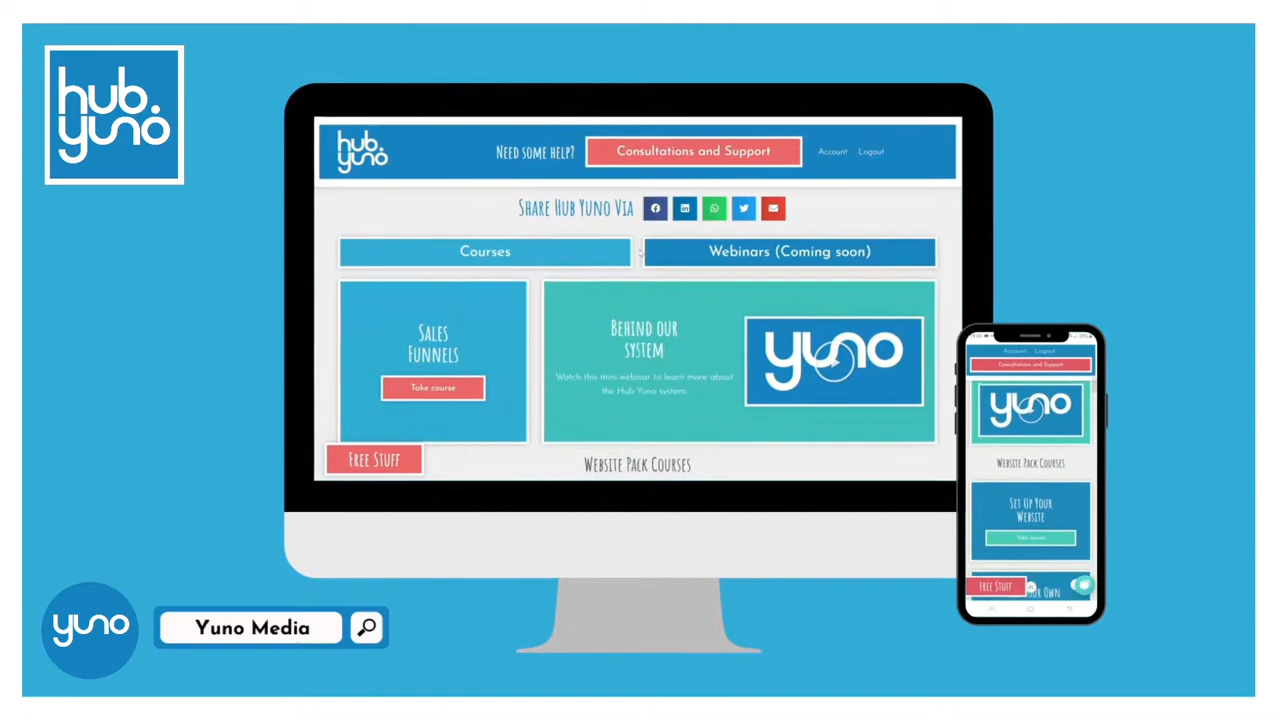 hub.
yuno
hub.
yuno
Need some help?
Consultations and Support
Account
Logout
Share Hub Yuno Via
Courses
Webinars (Coming soon)
Sales
Funnels
Take course
Behind our
system
Watch this mini-webinar to learn more about
the Hub Yuno system.
yuno
Free Stuff
Website Pack Courses
Account
Logout
Consultations and Support
yuno
Website Pack Courses
Set Up Your
Website
Take course
Free Stuff
Own
yuno
Yuno Media